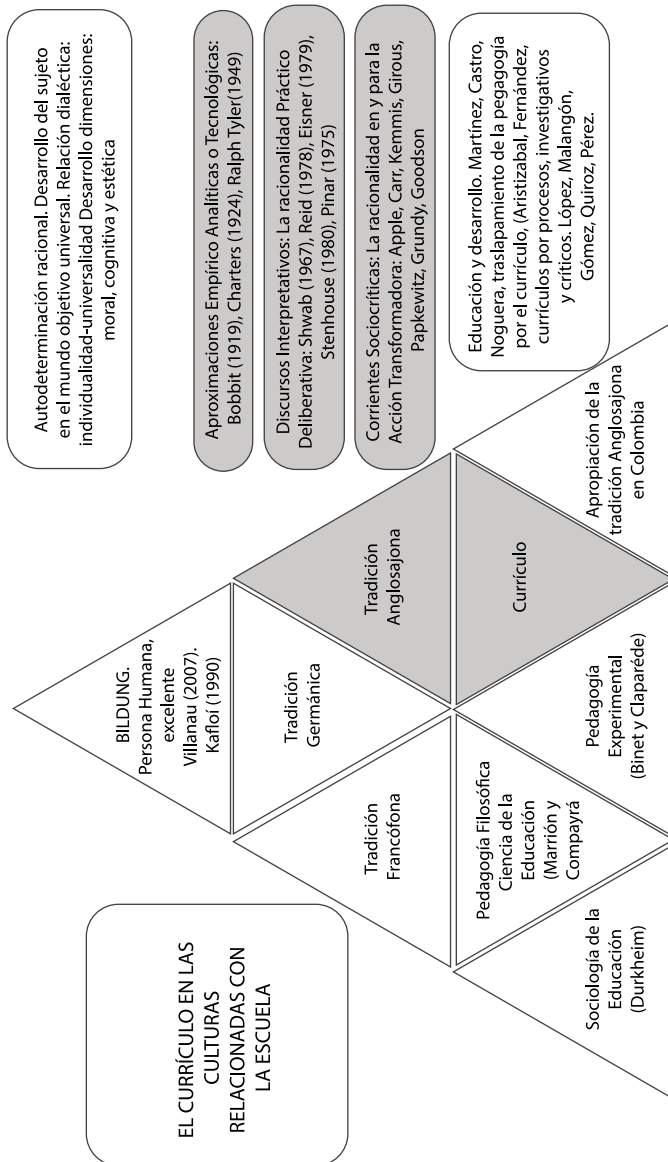 EL CURRÍCULO EN LAS
CULTURAS
RELACIONADAS CON
LA ESCUELA
BILDUNG.
Persona Humana,
excelente
Villanau (2007).
Kafloí (1990)
Autodeterminación racional. Desarrollo del sujeto
en el mundo objetivo universal. Relación dialéctica:
individualidad-universalidad Desarrollo dimensiones:
moral, cognitiva y estética
Tradición
Francófona
Tradición
Germánica
Tradición
Anglosajona
Aproximaciones Empírico Analíticas o Tecnológicas:
Bobbit (1919), Charters (1924), Ralph Tyler(1949)
Discursos Interpretativos: La racionalidad Práctico
Deliberativa: Shwab (1967), Reid (1978), Eisner (1979),
Stenhouse (1980), Pinar (1975)
Corrientes Sociocríticas: La racionalidad en y para la
Acción Transformadora: Apple, Carr, Kemmis, Girous,
Papkewitz, Grundy, Goodson
Sociología de la
Educación
(Durkheim)
Pedagogía Filosófica
Ciencia de la
Educación
(Marrión y
Compayrá
Pedagogía
Experimental
(Binet y Claparéde)
Currículo
Apropiación de la
tradición Anglosajona
en Colombia
Educación y desarrollo. Martínez, Castro,
Noguera, traslapamiento de la pegagogía
por el currículo, (Aristizabal, Fernández,
currículos por procesos, investigativos
y críticos. López, Malangón,
Gómez, Quiroz, Pérez.